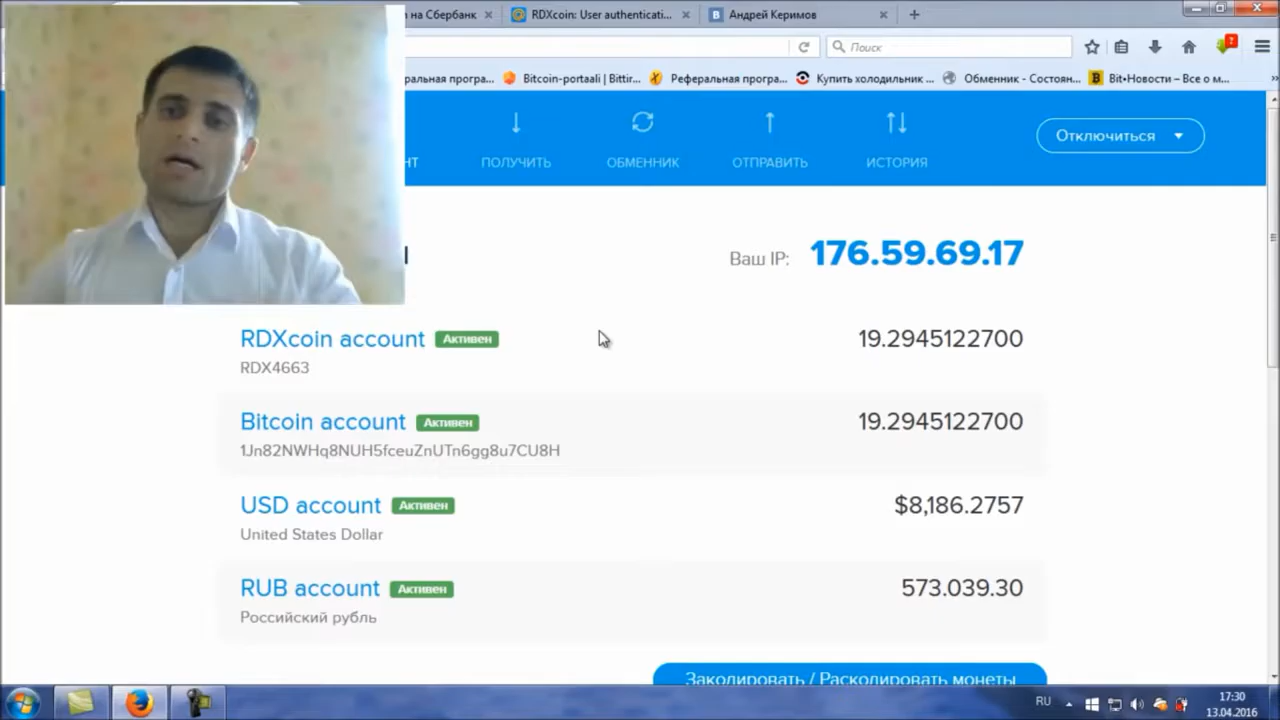 на Сбербанк
RDXcoin: User authenticati...
Андрей Керимов
Поиск
7
ральная програ...
Bitcoin-portaali | Bittir...
Реферальная програ...
Купить холодильник ...
Обменник - Состоян...
Bit•Новости – Все о м...
НТ
ПОЛУЧИТЬ
ОБМЕННИК
ОТПРАВИТЬ
ИСТОРИЯ
Отключиться
Ваш IP: 176.59.69.17
RDXcoin account Активен 19.2945122700
RDX4663
Bitcoin account Активен 19.2945122700
1Jn82NWHq8NUH5fceuZnUTn6gg8u7CU8H
USD account Активен $8,186.2757
United States Dollar
RUB account Активен 573.039.30
Российский рубль
Заколдировать / Расколдировать монеты
RU
17:30
13.04.2016